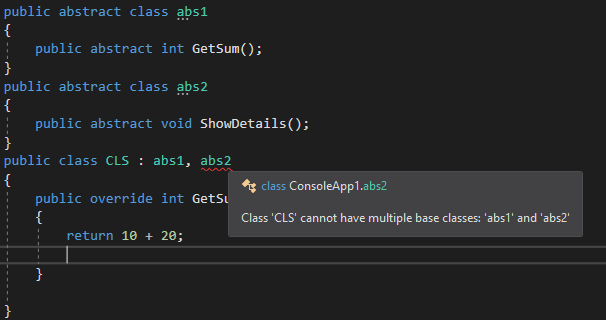 public abstract class abs1
{
public abstract int GetSum();
}
public abstract class abs2
{
public abstract void ShowDetails();
}
public class CLS : abs1, abs2
{
class ConsoleApp1.abs2
Class 'CLS' cannot have multiple base classes: 'abs1' and 'abs2'
public override int GetSu
{
return 10 + 20;
}
}